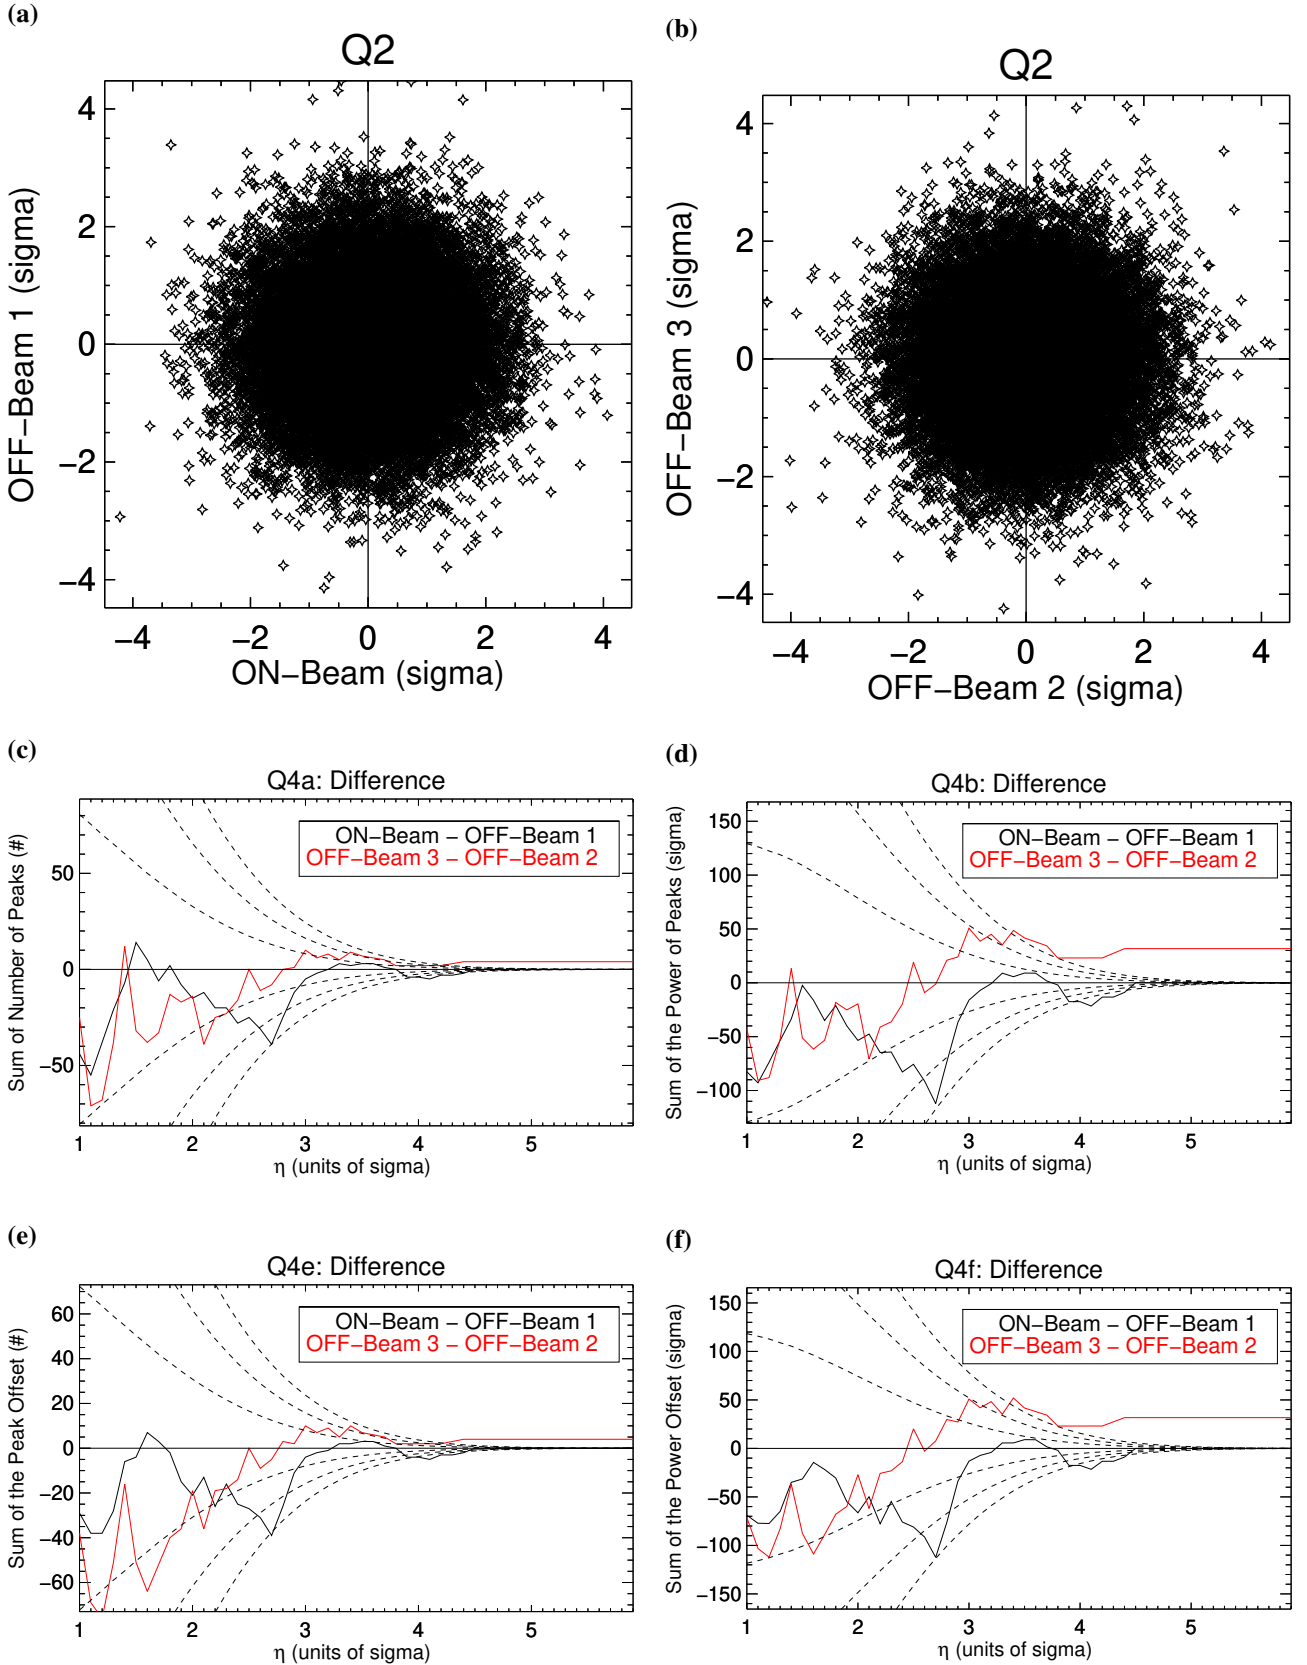 (a)
Q2
4
2
0
−2
−4
OFF−Beam 1 (sigma)
−4 −2 0 2 4
ON−Beam (sigma)
(b)
Q2
4
2
0
−2
−4
OFF−Beam 3 (sigma)
−4 −2 0 2 4
OFF−Beam 2 (sigma)
(c)
Q4a: Difference
ON−Beam − OFF−Beam 1
OFF−Beam 3 − OFF−Beam 2
50
0
−50
Sum of Number of Peaks (#)
1 2 3 4 5
η (units of sigma)
(d)
Q4b: Difference
ON−Beam − OFF−Beam 1
OFF−Beam 3 − OFF−Beam 2
150
100
50
0
−50
−100
Sum of the Power of Peaks (sigma)
1 2 3 4 5
η (units of sigma)
(e)
Q4e: Difference
ON−Beam − OFF−Beam 1
OFF−Beam 3 − OFF−Beam 2
60
40
20
0
−20
−40
−60
Sum of the Peak Offset (#)
1 2 3 4 5
η (units of sigma)
(f)
Q4f: Difference
ON−Beam − OFF−Beam 1
OFF−Beam 3 − OFF−Beam 2
150
100
50
0
−50
−100
−150
Sum of the Power Offset (sigma)
1 2 3 4 5
η (units of sigma)